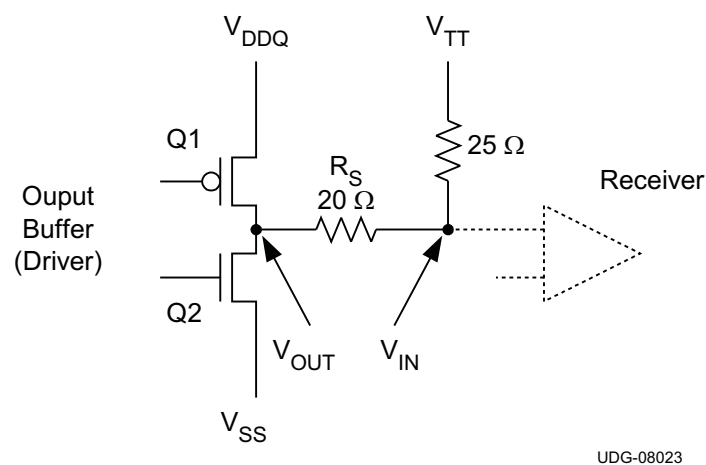 VDDQ
VTT
Q1
25 Ω
RS
20 Ω
Receiver
Ouput
Buffer
(Driver)
Q2
VOUT
VIN
VSS
UDG-08023